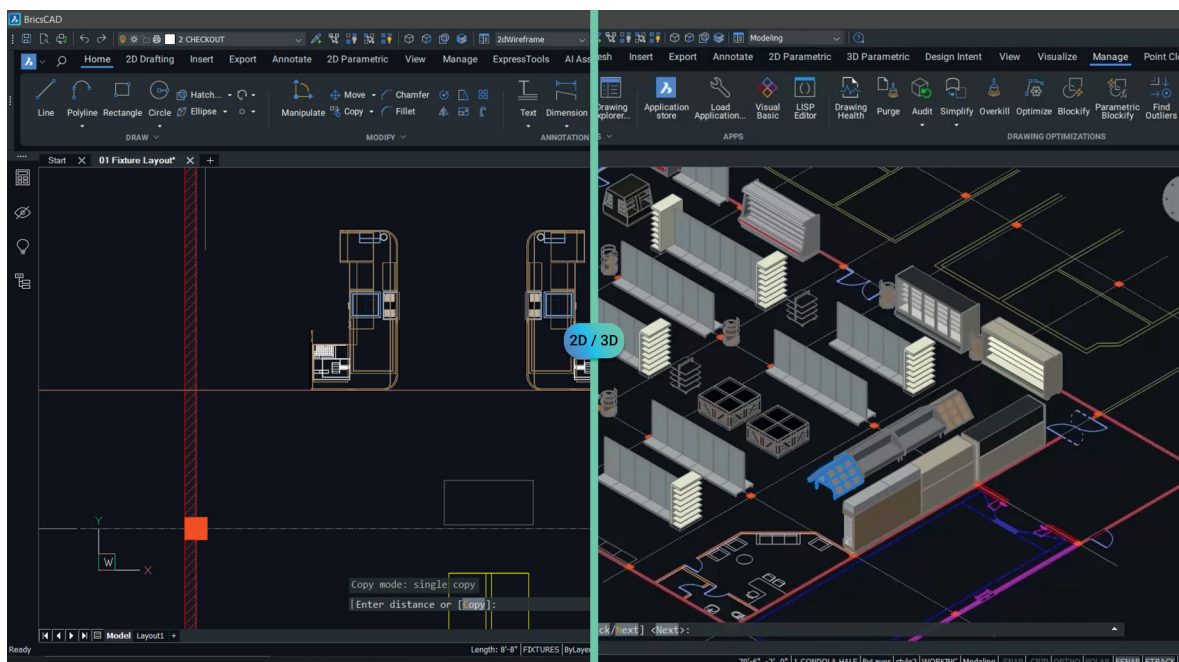 BricsCAD
2 CHECKOUT
2dWireframe
Home 2D Drafting Insert Export Annotate 2D Parametric View Manage ExpressTools AI Ass
Line Polyline Rectangle Circle
Hatch...
Ellipse
Manipulate
Move
Copy
Chamfer
Fillet
Text Dimension
DRAW
MODIFY
ANNOTATION
Start
01 Fixture Layout*
Y
W
X
Copy mode: single copy
Enter distance or [Copy]:
Model Layout1 +
Ready
Length: 8'-8" FIXTURES ByLayer
2D / 3D
Modeling
esh Insert Export Annotate 2D Parametric 3D Parametric Design Intent View Visualize Manage Point Cl
Drawing
xplorer...
Application
store
Load
Application...
Visual
Basic
LISP
Editor
Drawing
Health
Purge
Audit
Simplify
Overkill
Optimize
Blockify
Parametric
Blockify
Find
Outliers
APPS
DRAWING OPTIMIZATIONS
ck/Next] <Next>: